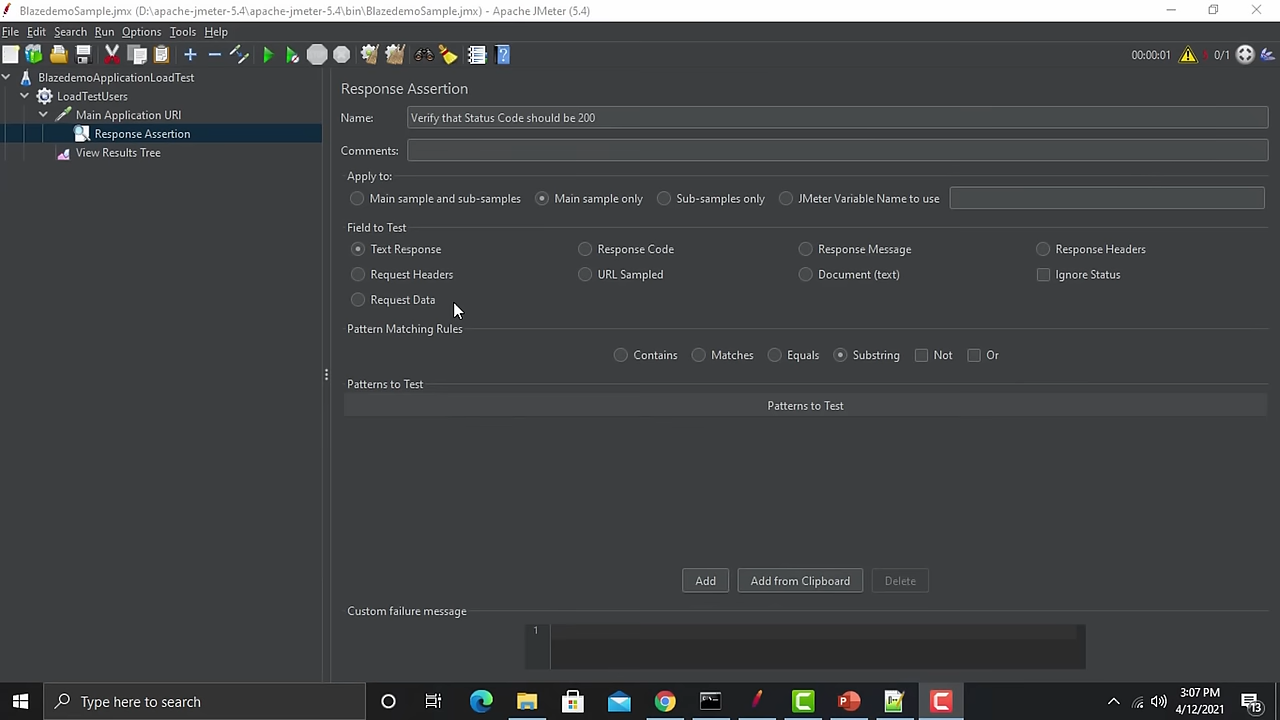 BlazedemoSample.jmx (D:\apache-jmeter-5.4\apache-jmeter-5.4\bin\BlazedemoSample.jmx) - Apache JMeter (5.4)
File Edit Search Run Options Tools Help
00:00:01 0/1
BlazedemoApplicationLoadTest
LoadTestUsers
Main Application URI
Response Assertion
View Results Tree
Response Assertion
Name: Verify that Status Code should be 200
Comments:
Apply to:
Main sample and sub-samples Main sample only Sub-samples only JMeter Variable Name to use
Field to Test
Text Response Response Code Response Message Response Headers
Request Headers URL Sampled Document (text) Ignore Status
Request Data
Pattern Matching Rules
Contains Matches Equals Substring Not Or
Patterns to Test
Patterns to Test
Add Add from Clipboard Delete
Custom failure message
1
Type here to search
3:07 PM
4/12/2021
13